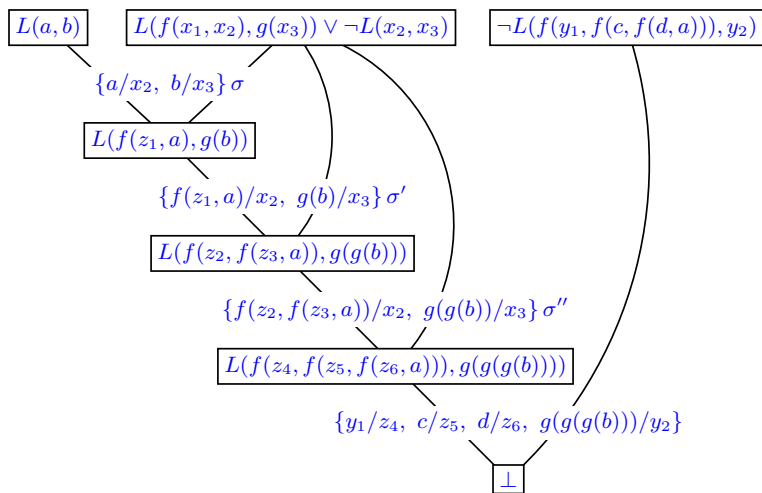 L(a, b) L(f(x₁, x₂), g(x₃)) ∨ ¬L(x₂, x₃) ¬L(f(y₁, f(c, f(d, a))), y₂)
{a/x₂, b/x₃} σ
L(f(z₁, a), g(b))
{f(z₁, a)/x₂, g(b)/x₃} σ′
L(f(z₂, f(z₃, a)), g(g(b)))
{f(z₂, f(z₃, a))/x₂, g(g(b))/x₃} σ′′
L(f(z₄, f(z₅, f(z₆, a))), g(g(g(b))))
{y₁/z₄, c/z₅, d/z₆, g(g(g(b)))/y₂}
⊥